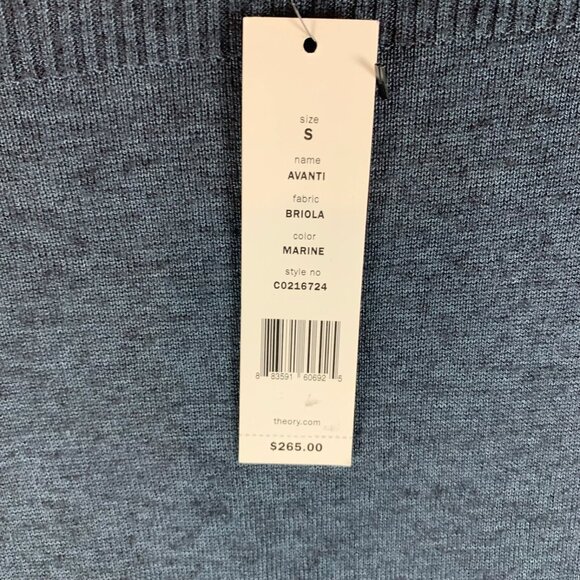 size
S
name
AVANTI
fabric
BRIOLA
color
MARINE
style no
C0216724
8 83591 60692 5
theory.com
$265.00